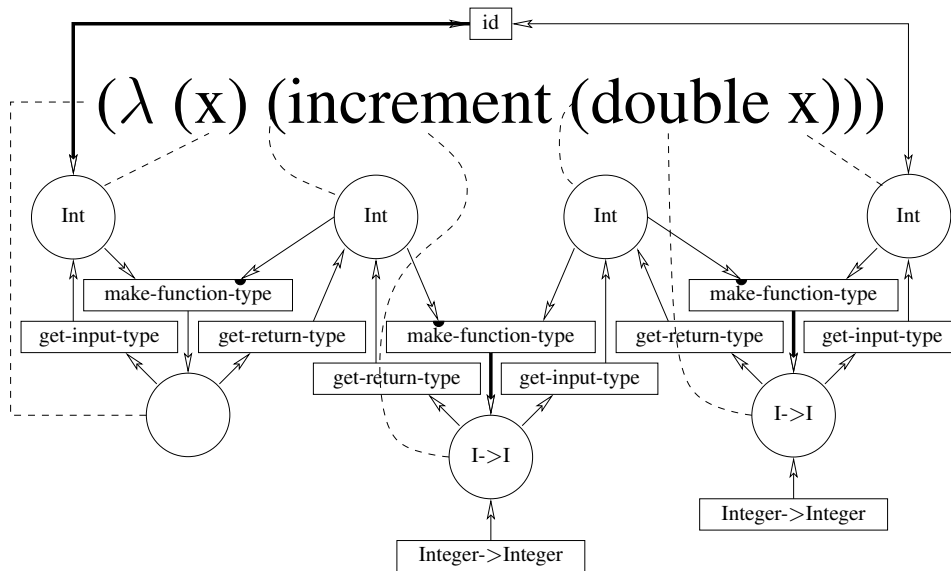 id
(λ (x) (increment (double x)))
Int Int Int Int
make-function-type make-function-type
get-input-type get-return-type make-function-type get-return-type get-input-type
get-return-type get-input-type
I->I
I->I
Integer->Integer
Integer->Integer